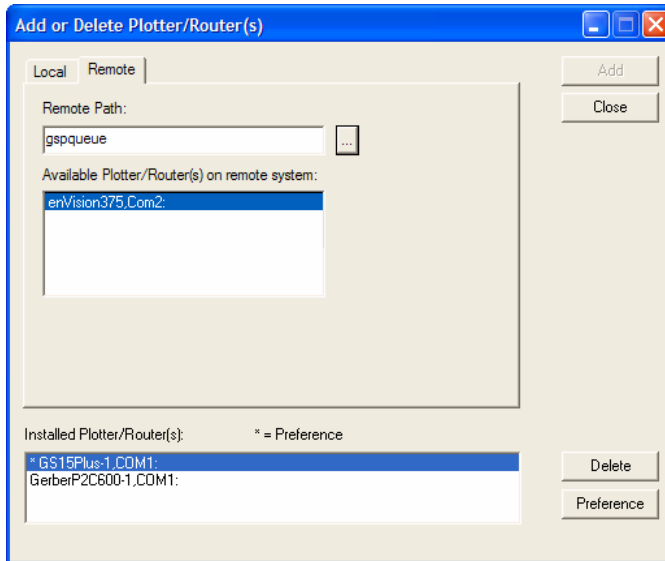 Add or Delete Plotter/Router(s)
Local
Remote
Add
Close
Remote Path:
gspqueue
...
Available Plotter/Router(s) on remote system:
enVision375,Com2:
Installed Plotter/Router(s): * = Preference
* GS15Plus-1,COM1:
GerberP2C600-1,COM1:
Delete
Preference